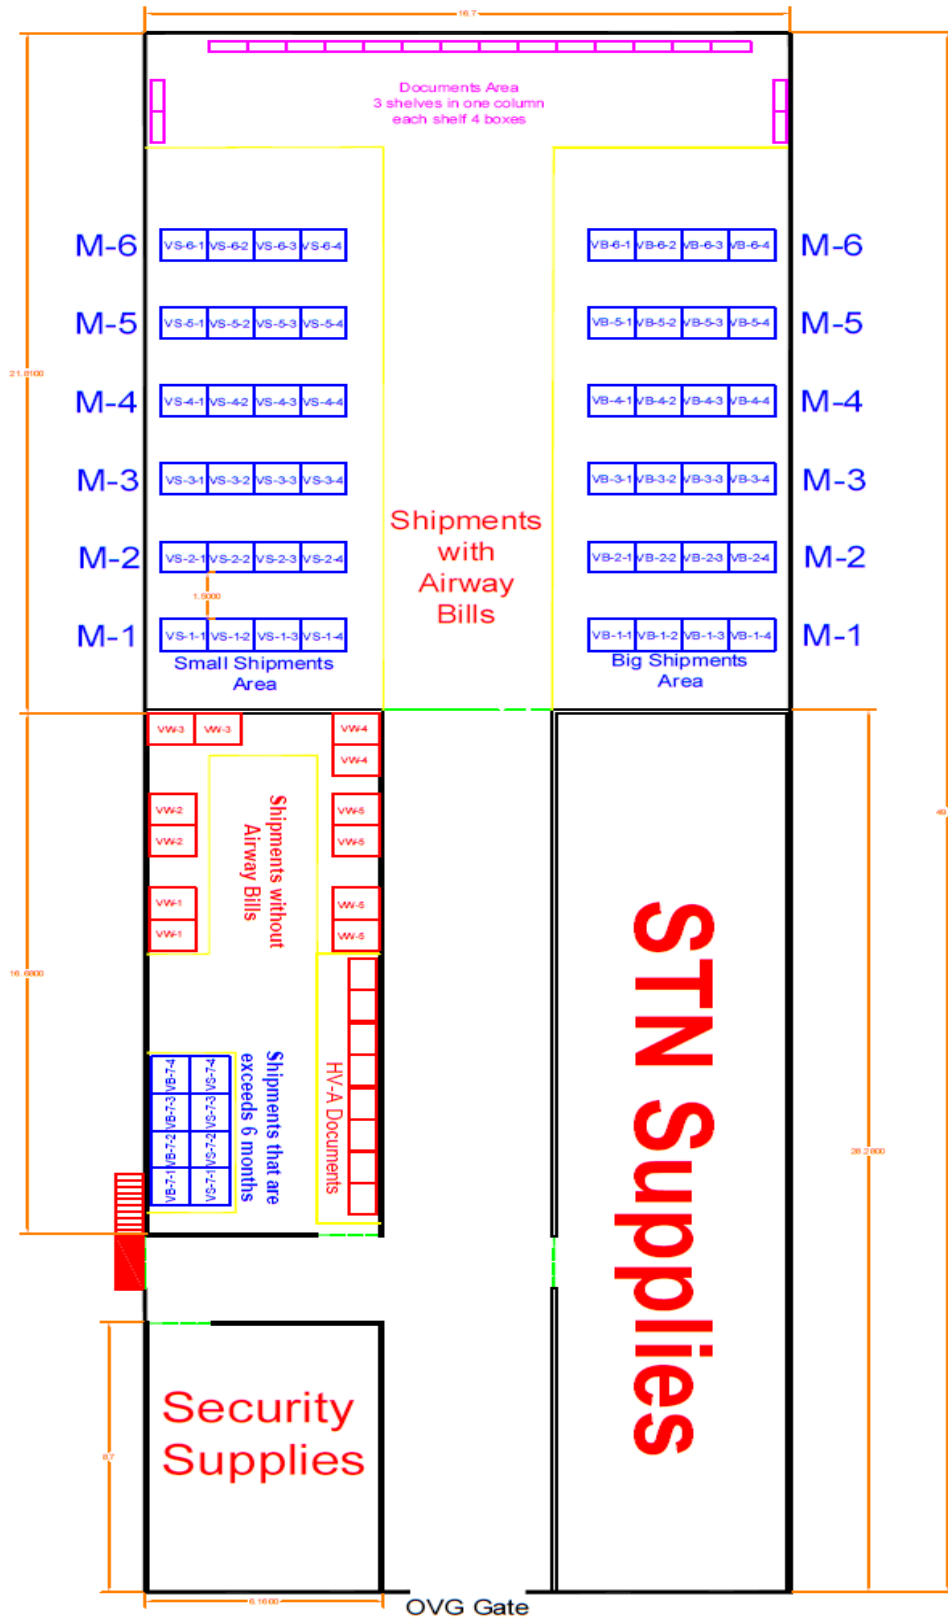 16.7
Documents Area
3 shelves in one column
each shelf 4 boxes
M-6
VS-6-1 VS-6-2 VS-6-3 VS-6-4
VB-6-1 VB-6-2 VB-6-3 VB-6-4
M-6
M-5
VS-5-1 VS-5-2 VS-5-3 VS-5-4
VB-5-1 VB-5-2 VB-5-3 VB-5-4
M-5
M-4
VS-4-1 VS-4-2 VS-4-3 VS-4-4
VB-4-1 VB-4-2 VB-4-3 VB-4-4
M-4
M-3
VS-3-1 VS-3-2 VS-3-3 VS-3-4
VB-3-1 VB-3-2 VB-3-3 VB-3-4
M-3
Shipments
with
Airway
Bills
M-2
VS-2-1 VS-2-2 VS-2-3 VS-2-4
VB-2-1 VB-2-2 VB-2-3 VB-2-4
M-2
1.5000
M-1
VS-1-1 VS-1-2 VS-1-3 VS-1-4
VB-1-1 VB-1-2 VB-1-3 VB-1-4
M-1
Small Shipments
Area
Big Shipments
Area
VW-3 VW-3
VW-4
VW-4
VW-2
VW-2
VW-5
VW-5
VW-1
VW-1
VW-5
VW-5
Shipments without
Airway Bills
STN Supplies
VB-7-4 VS-7-4
VB-7-3 VS-7-3
VB-7-2 VS-7-2
VB-7-1 VS-7-1
Shipments that are
exceeds 6 months
HV-A Documents
Security
Supplies
8.7
6.1600
OVG Gate